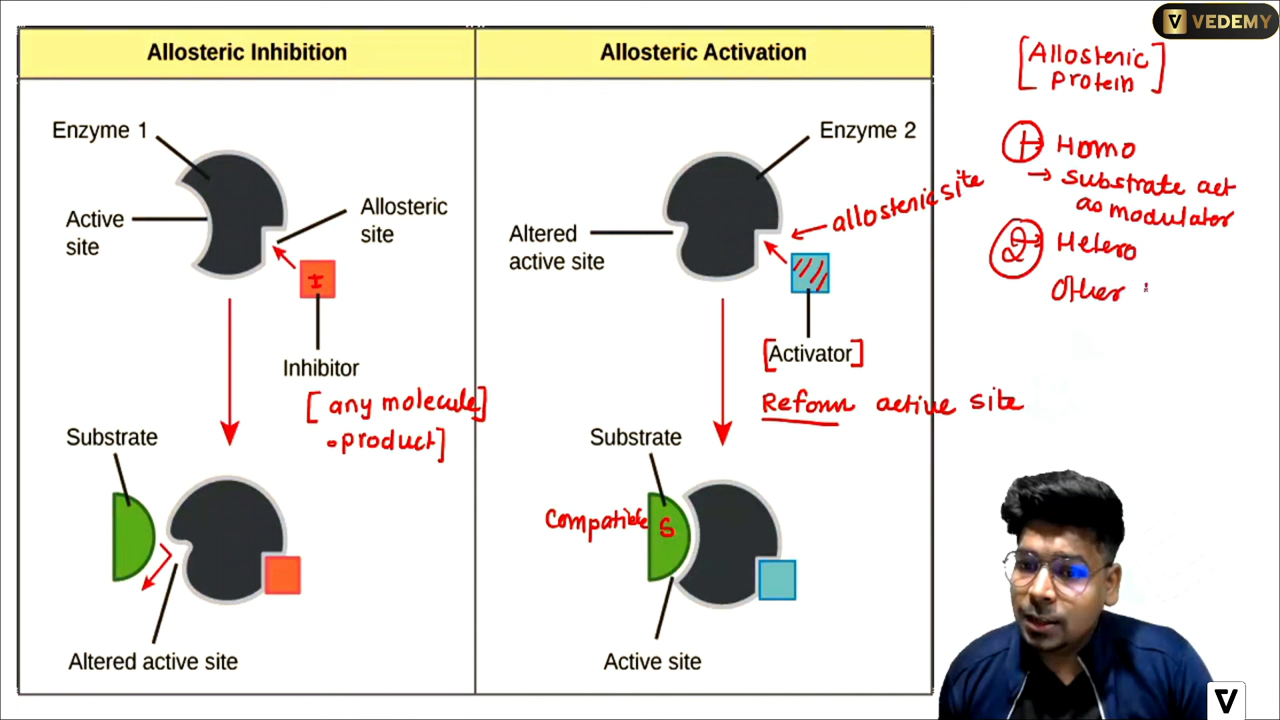 VEDEMY
Allosteric Inhibition
Allosteric Activation
[Allosteric
Protein]
Enzyme 1
Active
site
Allosteric
site
I
Inhibitor
[any molecule]
• product]
Substrate
Altered active site
Enzyme 2
allosteric site
Altered
active site
[Activator]
Reform active site
Substrate
Compatible S
Active site
1 Homo
→ Substrate act
as modulator
2 Hetero
Other
V